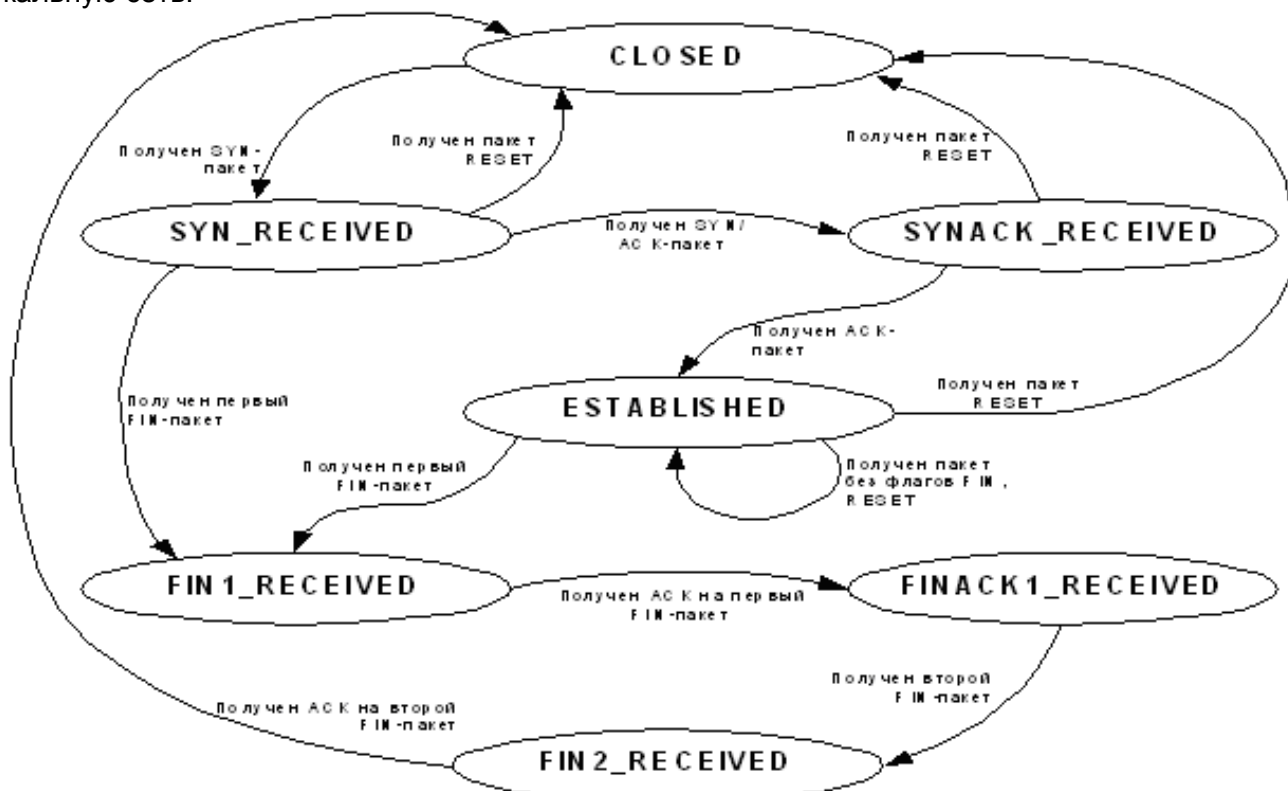 кальную сеть.
CLOSED
Получен SYN-
пакет
Получен пакет
RESET
Получен пакет
RESET
SYN_RECEIVED
Получен SYN/
ACK-пакет
SYNACK_RECEIVED
Получен ACK-
пакет
Получен первый
FIN-пакет
ESTABLISHED
Получен пакет
RESET
Получен первый
FIN-пакет
Получен пакет
без флагов FIN,
RESET
FIN1_RECEIVED
Получен ACK на первый
FIN-пакет
FINACK1_RECEIVED
Получен ACK на второй
FIN-пакет
Получен второй
FIN-пакет
FIN2_RECEIVED